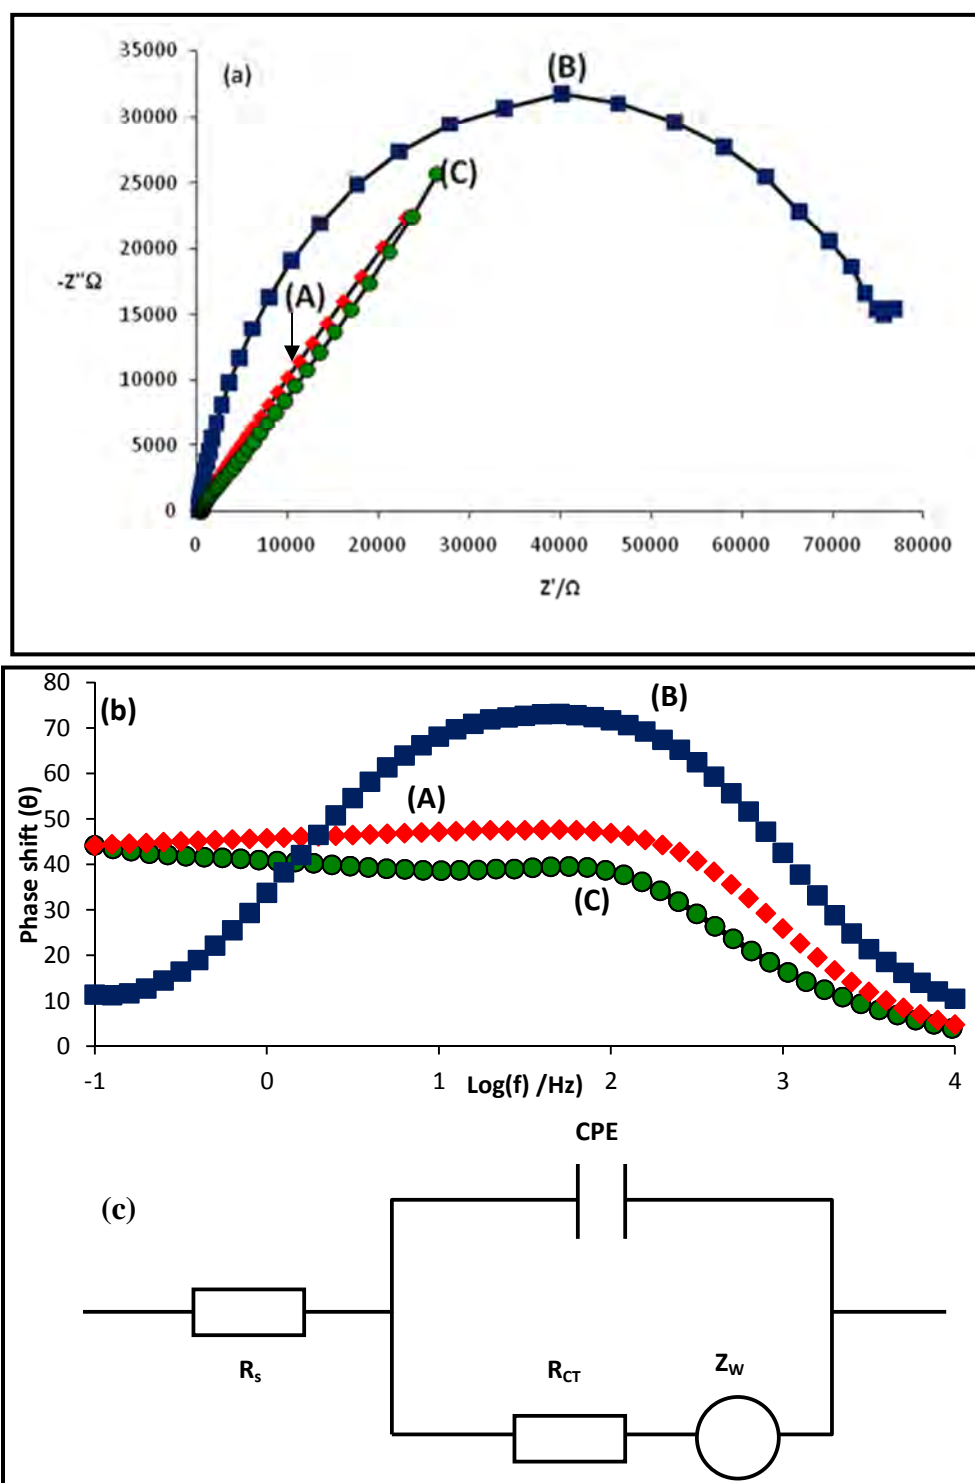 35000
(a)
(B)
30000
25000
(C)
20000
-Z''Ω
(A)
15000
10000
5000
0
0 10000 20000 30000 40000 50000 60000 70000 80000
Z'/Ω
80
(b)
(B)
70
60
50
(A)
40
(C)
30
20
10
0
Phase shift (θ)
-1 0 1 2 3 4
Log(f) /Hz)
CPE
(c)
Rs
RCT
ZW